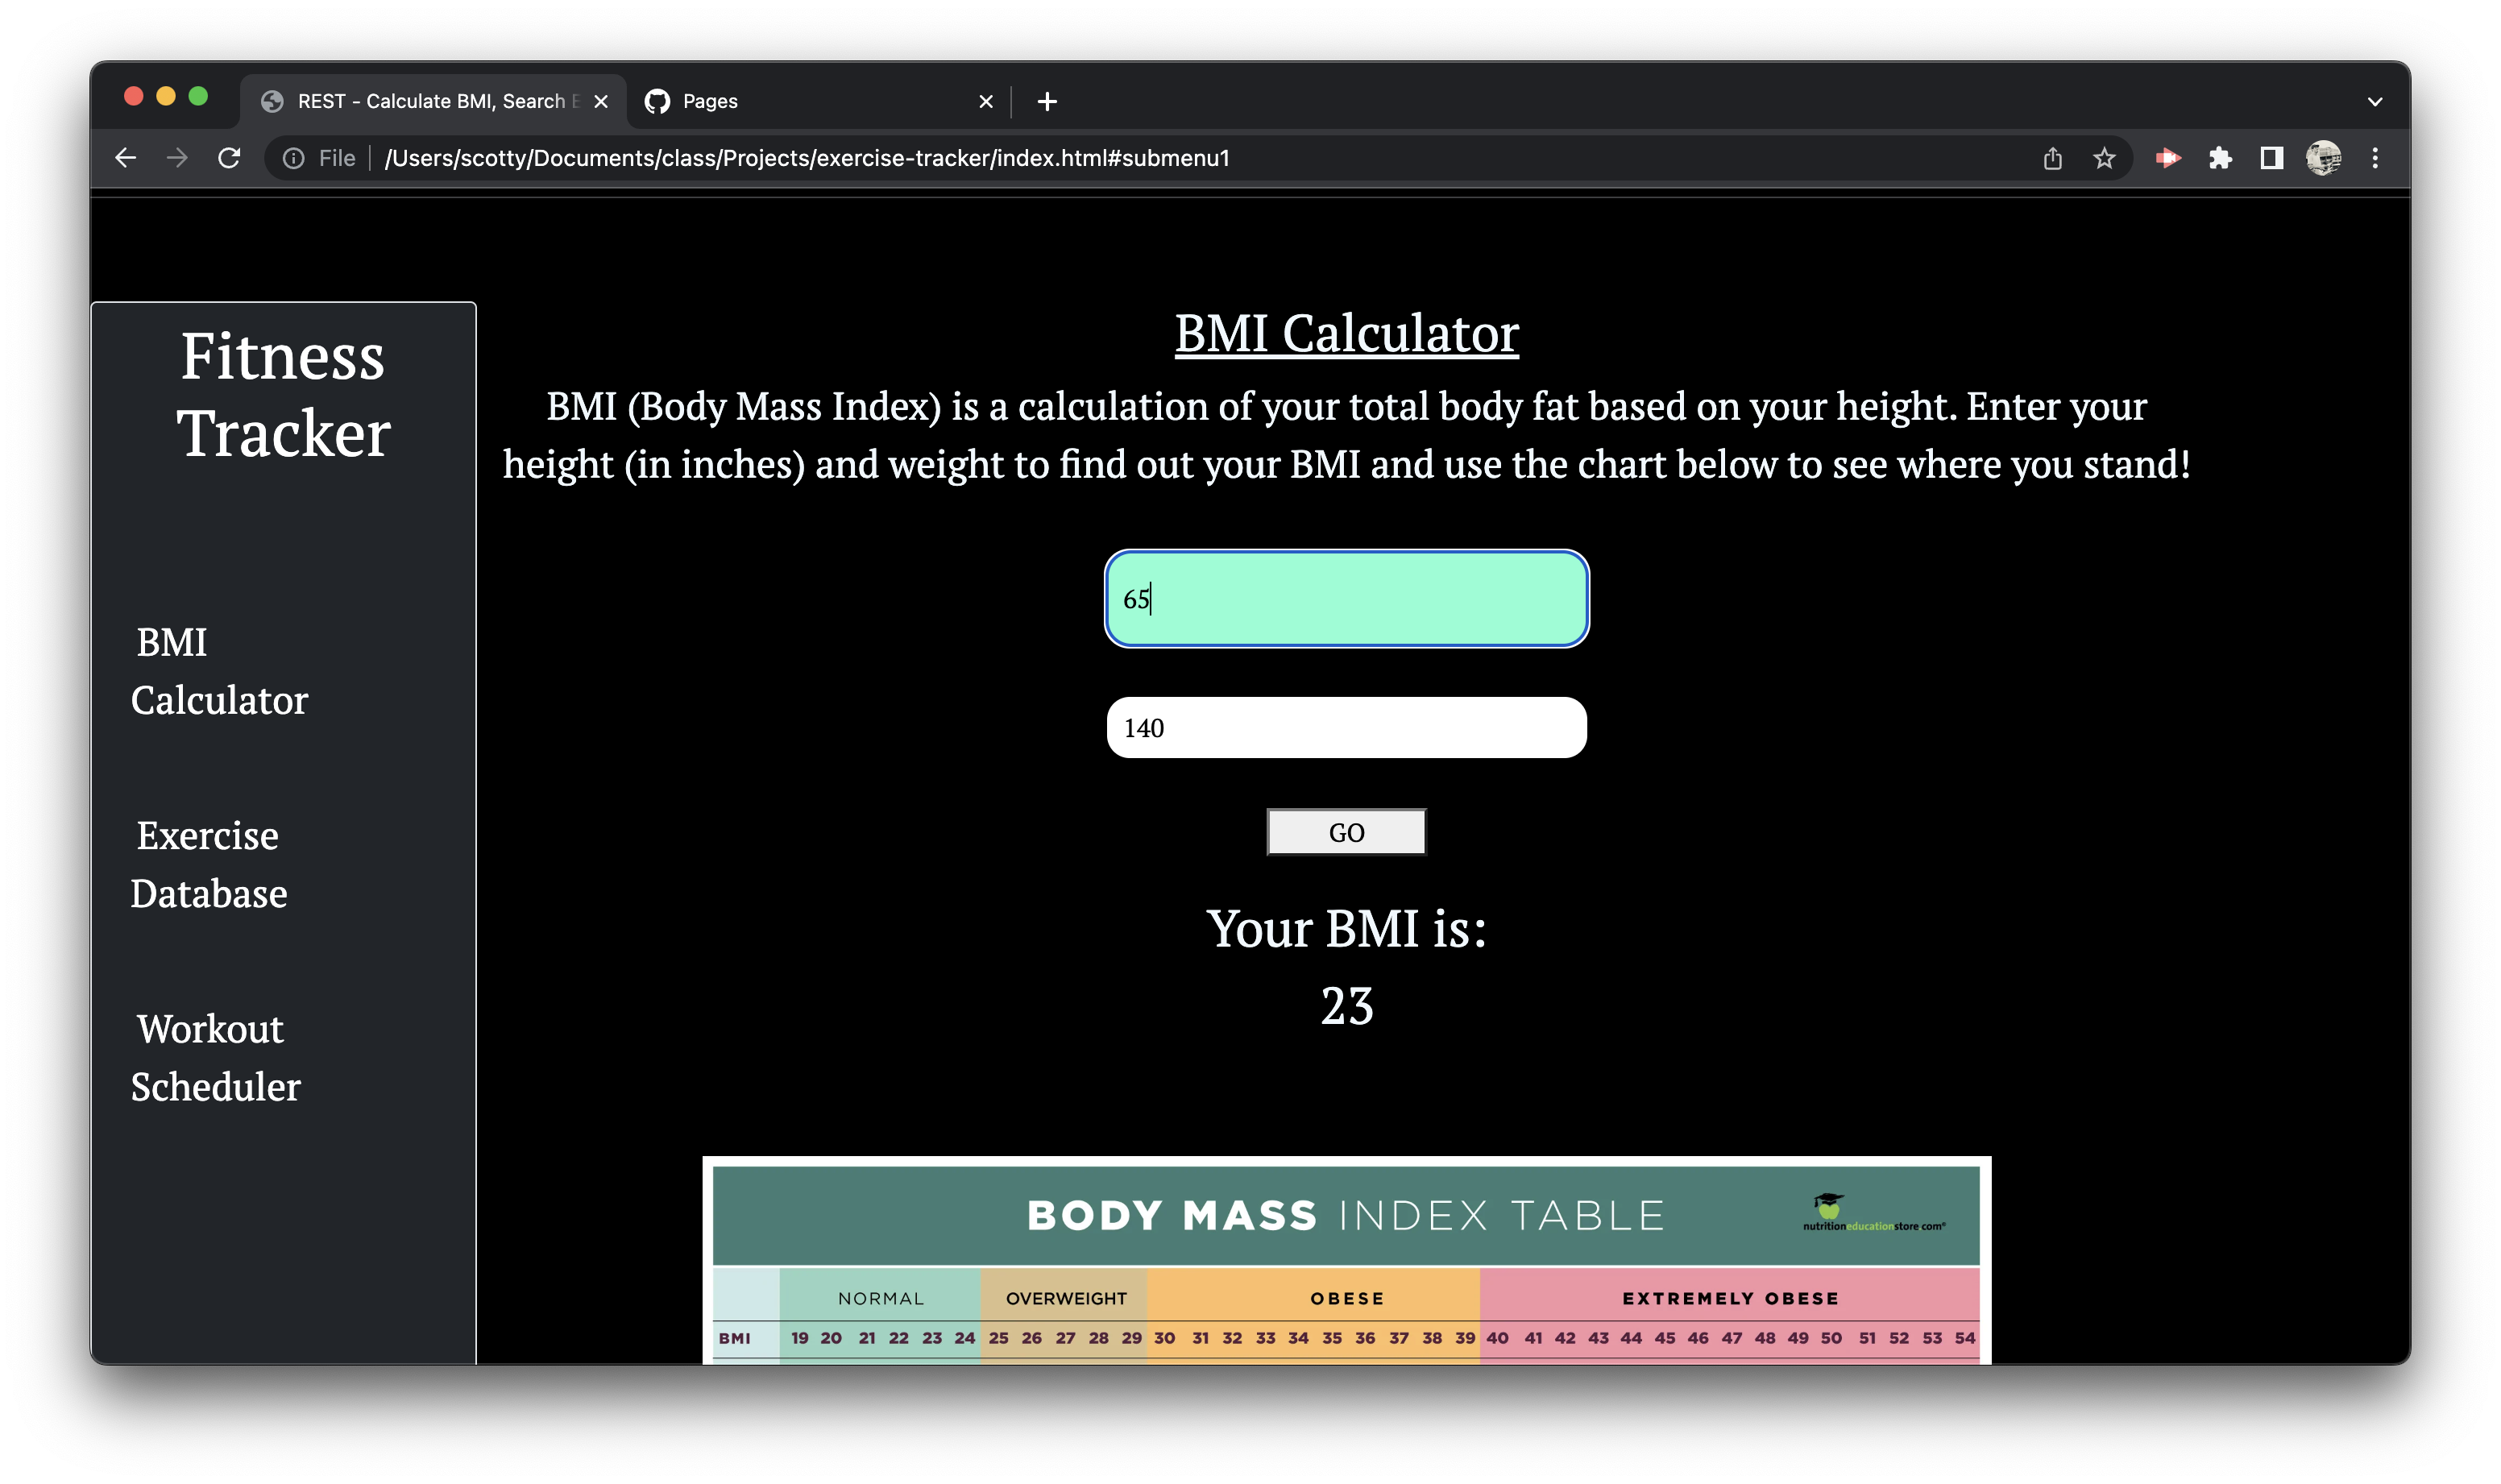 REST - Calculate BMI, Search
Pages
File
/Users/scotty/Documents/class/Projects/exercise-tracker/index.html#submenu1
Fitness
Tracker
BMI
Calculator
Exercise
Database
Workout
Scheduler
BMI Calculator
BMI (Body Mass Index) is a calculation of your total body fat based on your height. Enter your
height (in inches) and weight to find out your BMI and use the chart below to see where you stand!
65
140
GO
Your BMI is:
23
BODY MASS INDEX TABLE
nutritioneducationstore.com®
NORMAL OVERWEIGHT OBESE EXTREMELY OBESE
BMI 19 20 21 22 23 24 25 26 27 28 29 30 31 32 33 34 35 36 37 38 39 40 41 42 43 44 45 46 47 48 49 50 51 52 53 54